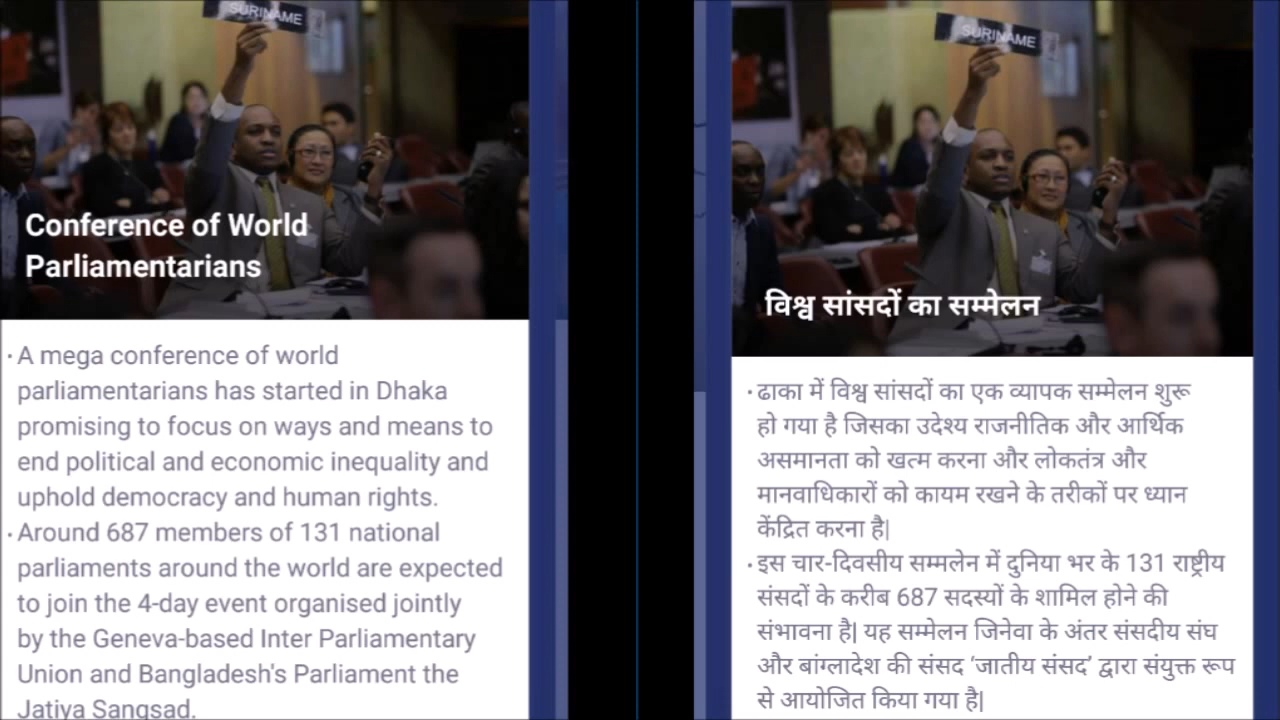 SURINAME
Conference of World
Parliamentarians
· A mega conference of world
parliamentarians has started in Dhaka
promising to focus on ways and means to
end political and economic inequality and
uphold democracy and human rights.
· Around 687 members of 131 national
parliaments around the world are expected
to join the 4-day event organised jointly
by the Geneva-based Inter Parliamentary
Union and Bangladesh's Parliament the
Jatiya Sangsad.
SURINAME
विश्व सांसदों का सम्मेलन
· ढाका में विश्व सांसदों का एक व्यापक सम्मेलन शुरू
हो गया है जिसका उदेश्य राजनीतिक और आर्थिक
असमानता को खत्म करना और लोकतंत्र और
मानवाधिकारों को कायम रखने के तरीकों पर ध्यान
केंद्रित करना है|
· इस चार-दिवसीय सम्मलेन में दुनिया भर के 131 राष्ट्रीय
संसदों के करीब 687 सदस्यों के शामिल होने की
संभावना है| यह सम्मेलन जिनेवा के अंतर संसदीय संघ
और बांग्लादेश की संसद ‘जातीय संसद’ द्वारा संयुक्त रूप
से आयोजित किया गया है|